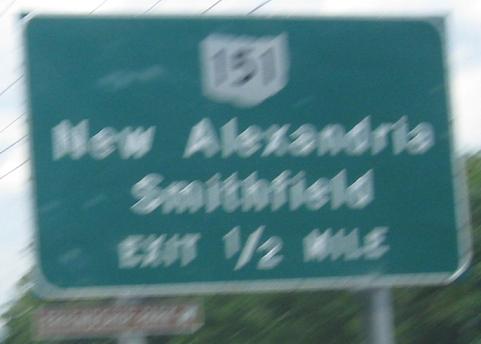 151
New Alexandria
Smithfield
EXIT 1/2 MILE